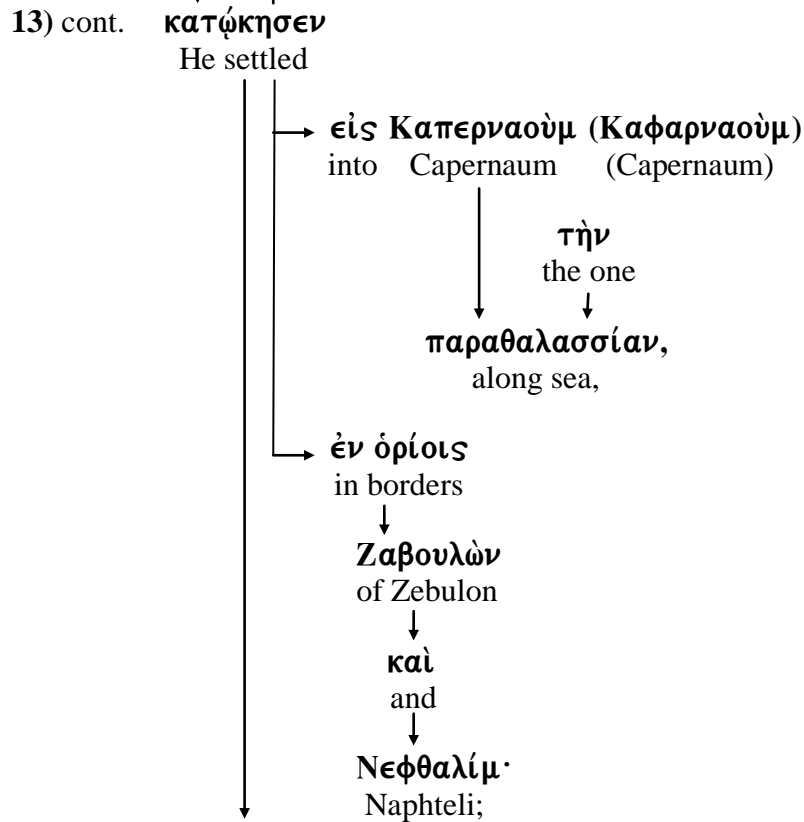 13) cont. κατῴκησεν
He settled
εἰς Καπερναοὺμ (Καφαρναοὺμ)
into Capernaum (Capernaum)
τὴν
the one
παραθαλασσίαν,
along sea,
ἐν ὁρίοις
in borders
Ζαβουλὼν
of Zebulon
καὶ
and
Νεφθαλίμ·
Naphteli;